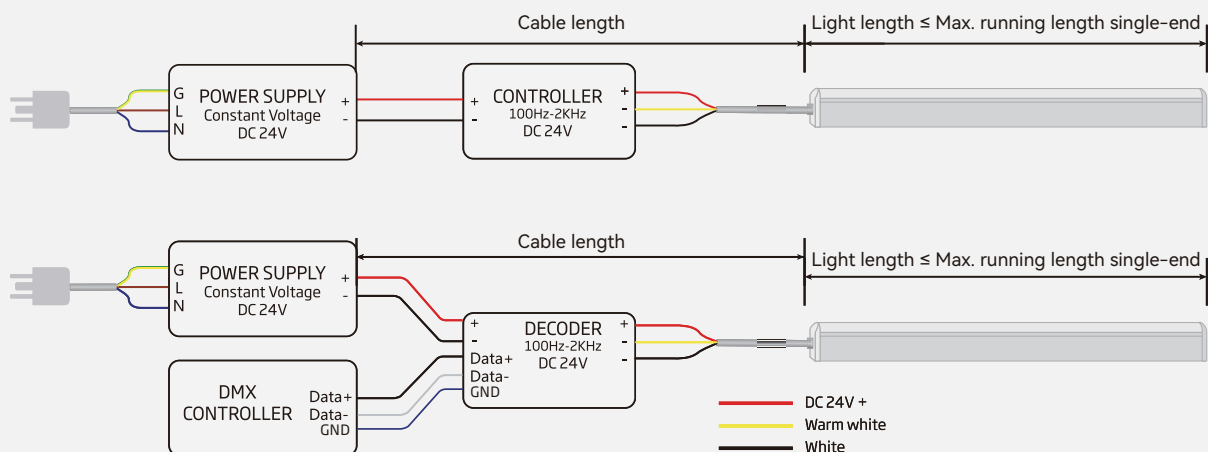 Cable length
Light length ≤ Max. running length single-end
G
L
N
POWER SUPPLY
Constant Voltage
DC 24V
+
-
+
-
CONTROLLER
100Hz-2KHz
DC 24V
+
-
-
Cable length
Light length ≤ Max. running length single-end
G
L
N
POWER SUPPLY
Constant Voltage
DC 24V
+
-
+
-
Data+
Data-
GND
DECODER
100Hz-2KHz
DC 24V
+
-
-
DMX
CONTROLLER
Data+
Data-
GND
DC 24V +
Warm white
White